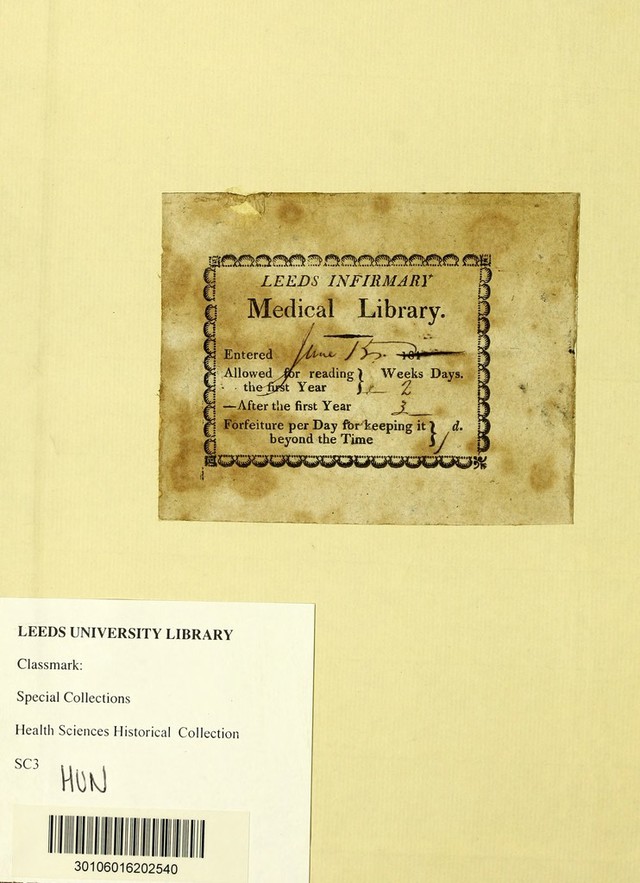 LEEDS INFIRMARY
Medical Library.
Entered June 181
Allowed for reading } Weeks Days.
the first Year } 2
—After the first Year 3
Forfeiture per Day for keeping it } d.
beyond the Time
LEEDS UNIVERSITY LIBRARY
Classmark:
Special Collections
Health Sciences Historical Collection
SC3 HUN
30106016202540